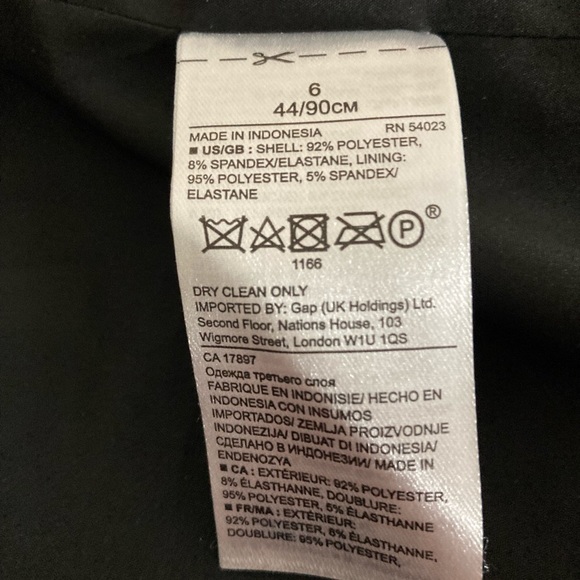 6
44/90CM
MADE IN INDONESIA RN 54023
US/GB : SHELL: 92% POLYESTER,
8% SPANDEX/ELASTANE, LINING:
95% POLYESTER, 5% SPANDEX/
ELASTANE
P®
1166
DRY CLEAN ONLY
IMPORTED BY: Gap (UK Holdings) Ltd.
Second Floor, Nations House, 103
Wigmore Street, London W1U 1QS
CA 17897
Одежда третьего слоя
FABRIQUE EN INDONISIE/ HECHO EN
INDONESIA CON INSUMOS
IMPORTADOS/ ZEMLJA PROIZVODNJE
INDONEZIJA/ DIBUAT DI INDONESIA/
СДЕЛАНО В ИНДОНЕЗИИ/ MADE IN
ENDENOZYA
CA : EXTÉRIEUR: 92% POLYESTER,
8% ÉLASTHANNE, DOUBLURE:
95% POLYESTER, 5% ÉLASTHANNE
FR/MA : EXTÉRIEUR:
92% POLYESTER, 8% ÉLASTHANNE,
DOUBLURE: 95% POLYESTER,